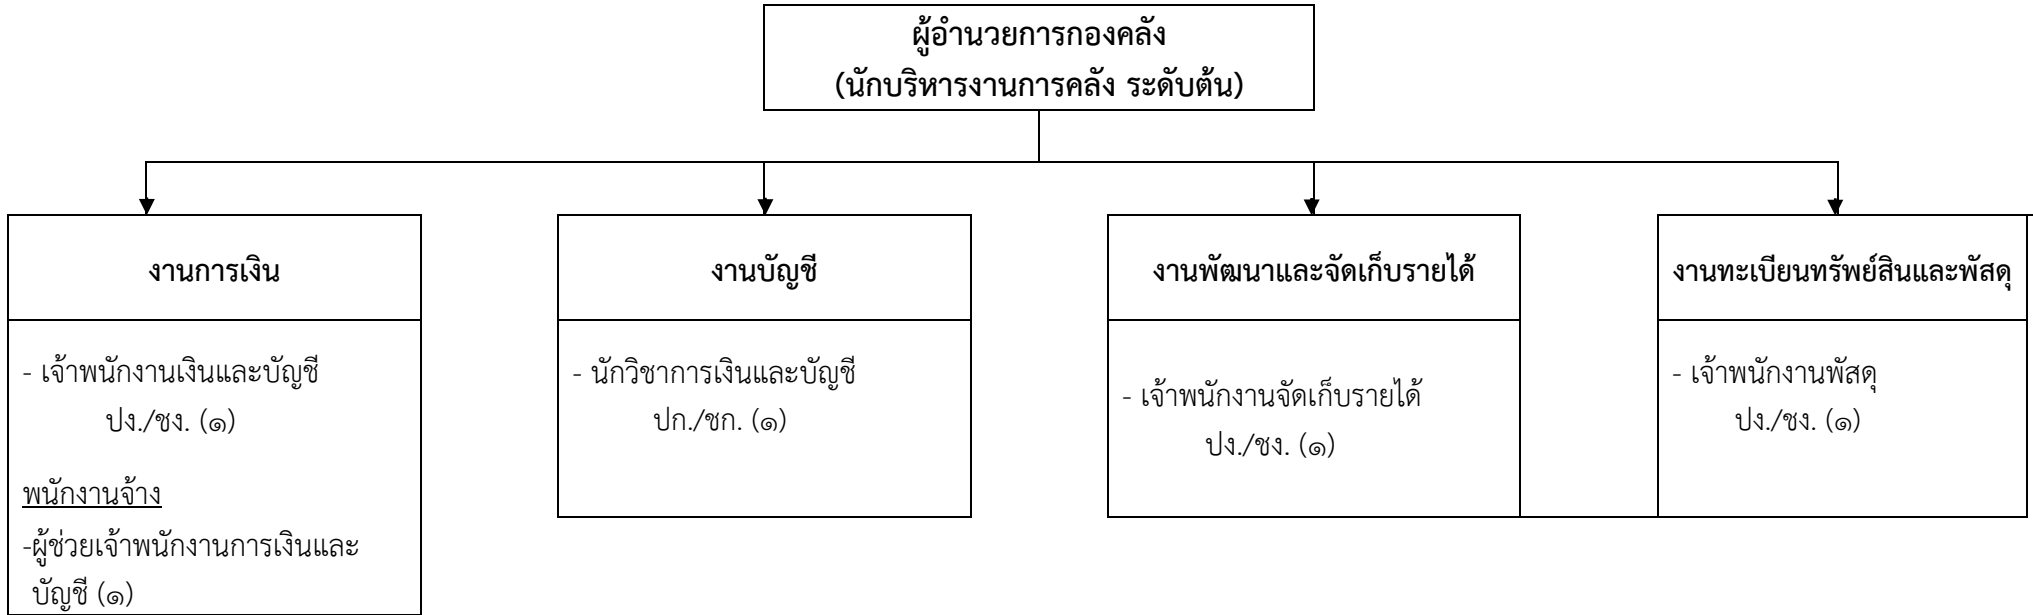 ผู้อำนวยการกองคลัง
(นักบริหารงานการคลัง ระดับต้น)
งานการเงิน
- เจ้าพนักงานเงินและบัญชี
ปง./ชง. (๑)
พนักงานจ้าง
-ผู้ช่วยเจ้าพนักงานการเงินและ
บัญชี (๑)
งานบัญชี
- นักวิชาการเงินและบัญชี
ปก./ชก. (๑)
งานพัฒนาและจัดเก็บรายได้
- เจ้าพนักงานจัดเก็บรายได้
ปง./ชง. (๑)
งานทะเบียนทรัพย์สินและพัสดุ
- เจ้าพนักงานพัสดุ
ปง./ชง. (๑)